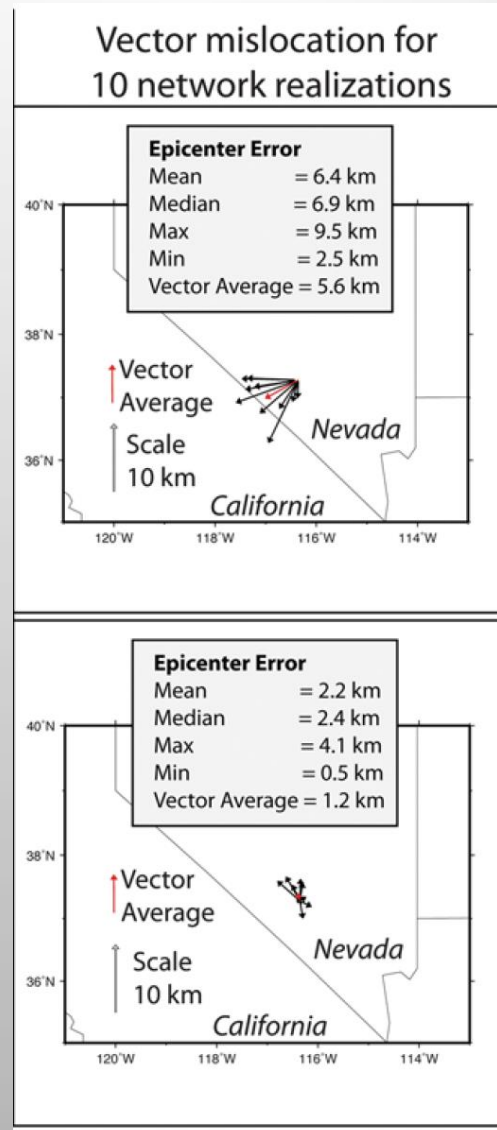 Vector mislocation for
10 network realizations
Epicenter Error
Mean = 6.4 km
Median = 6.9 km
Max = 9.5 km
Min = 2.5 km
Vector Average = 5.6 km
40°N
38°N
36°N
Vector
Average
Scale
10 km
Nevada
California
120°W 118°W 116°W 114°W
Epicenter Error
Mean = 2.2 km
Median = 2.4 km
Max = 4.1 km
Min = 0.5 km
Vector Average = 1.2 km
40°N
38°N
36°N
Vector
Average
Scale
10 km
Nevada
California
120°W 118°W 116°W 114°W